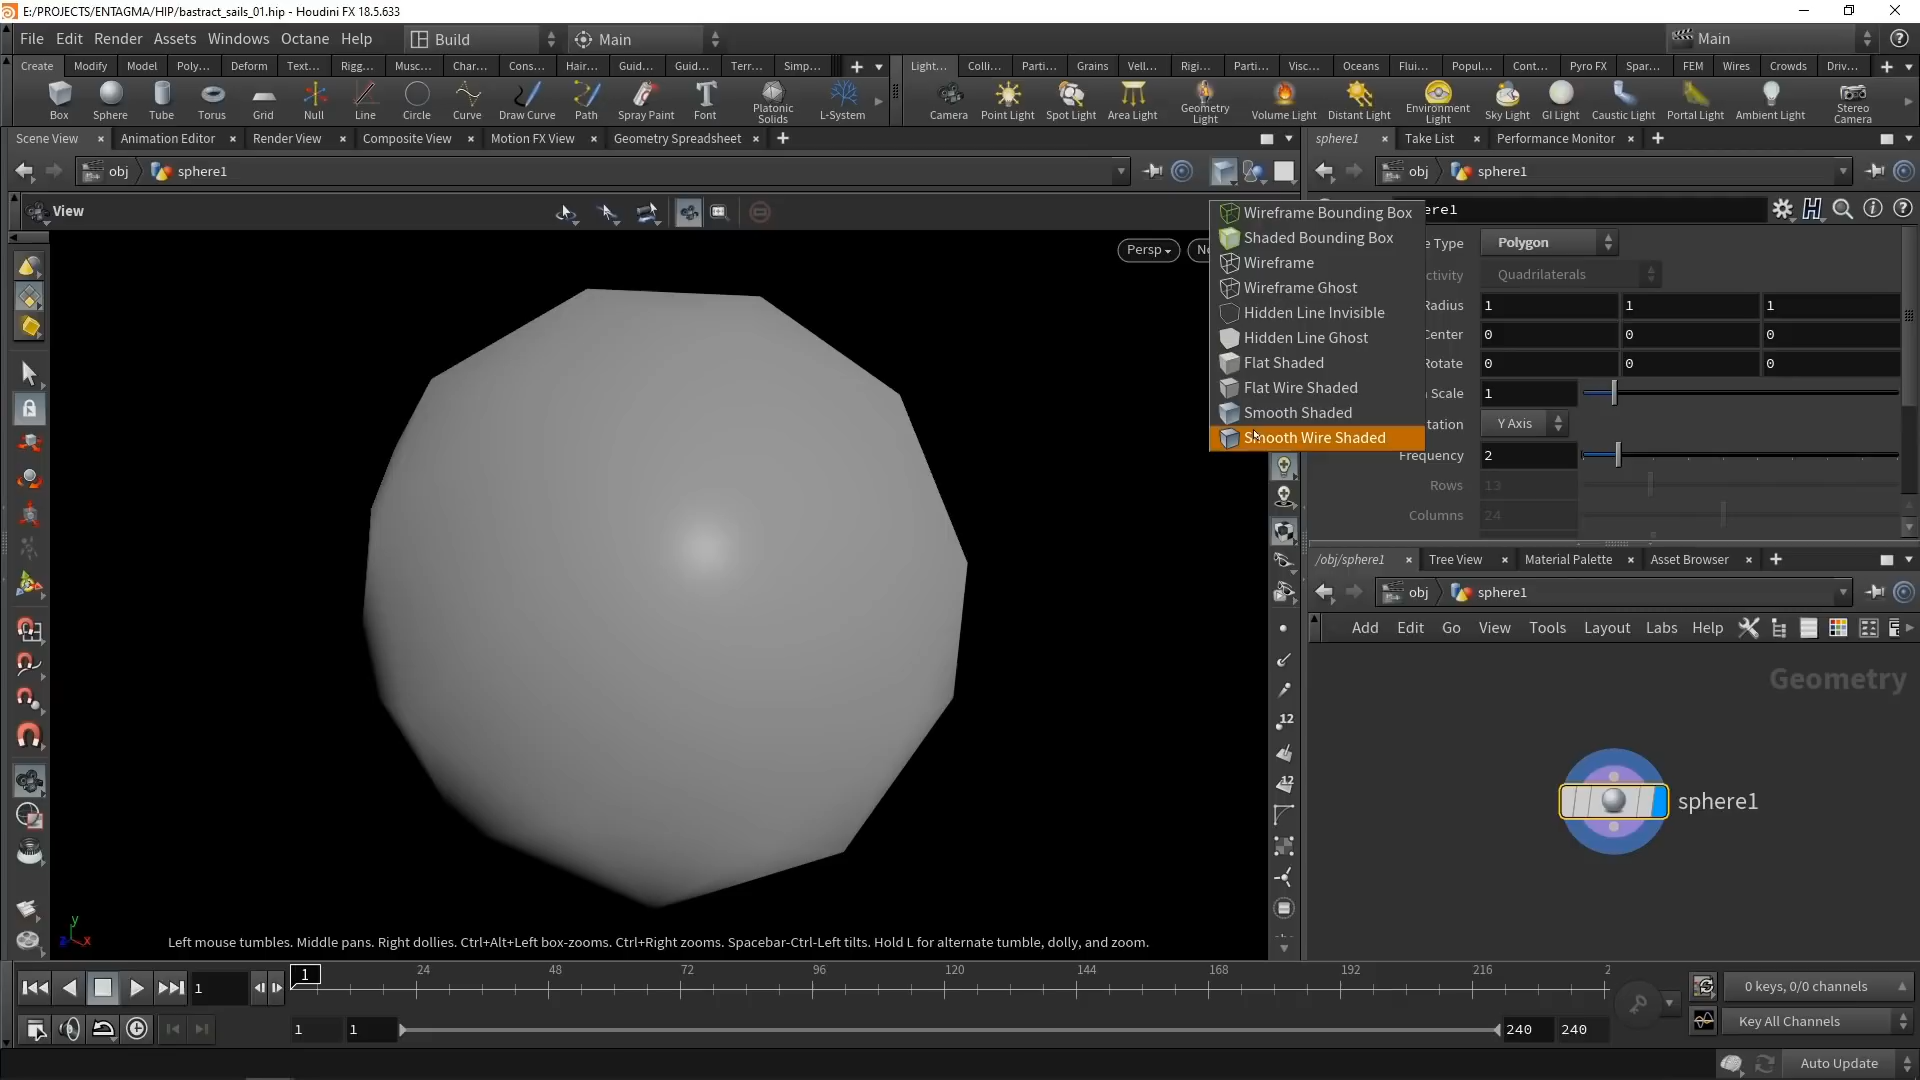 E:/PROJECTS/ENTAGMA/HIP/bastract_sails_01.hip - Houdini FX 18.5.633
File Edit Render Assets Windows Octane Help Build Main Main
Create Modify Model Poly... Deform Text... Rigg... Musc... Char... Cons... Hair... Guid... Guid... Terr... Simp...
Light... Colli... Parti... Grains Vell... Rigi... Parti... Visc... Oceans Flui... Popul... Cont... Pyro FX Spar... FEM Wires Crowds Driv...
Box Sphere Tube Torus Grid Null Line Circle Curve Draw Curve Path Spray Paint Font Platonic Solids L-System
Camera Point Light Spot Light Area Light Geometry Light Volume Light Distant Light Environment Light Sky Light GI Light Caustic Light Portal Light Ambient Light Stereo Camera
Scene View Animation Editor Render View Composite View Motion FX View Geometry Spreadsheet
sphere1 Take List Performance Monitor
obj sphere1
obj sphere1
View
Persp
Wireframe Bounding Box
Shaded Bounding Box
Wireframe
Wireframe Ghost
Hidden Line Invisible
Hidden Line Ghost
Flat Shaded
Flat Wire Shaded
Smooth Shaded
Smooth Wire Shaded
ere1
e Type Polygon
ctivity Quadrilaterals
Radius 1 1 1
Center 0 0 0
Rotate 0 0 0
Scale 1
tation Y Axis
Frequency 2
Rows 13
Columns 24
/obj/sphere1 Tree View Material Palette Asset Browser
obj sphere1
Add Edit Go View Tools Layout Labs Help
Geometry
sphere1
12
12
y
z x
Left mouse tumbles. Middle pans. Right dollies. Ctrl+Alt+Left box-zooms. Ctrl+Right zooms. Spacebar-Ctrl-Left tilts. Hold L for alternate tumble, dolly, and zoom.
1 1 24 48 72 96 120 144 168 192 216 2
0 keys, 0/0 channels
1 1 240 240
Key All Channels
Auto Update